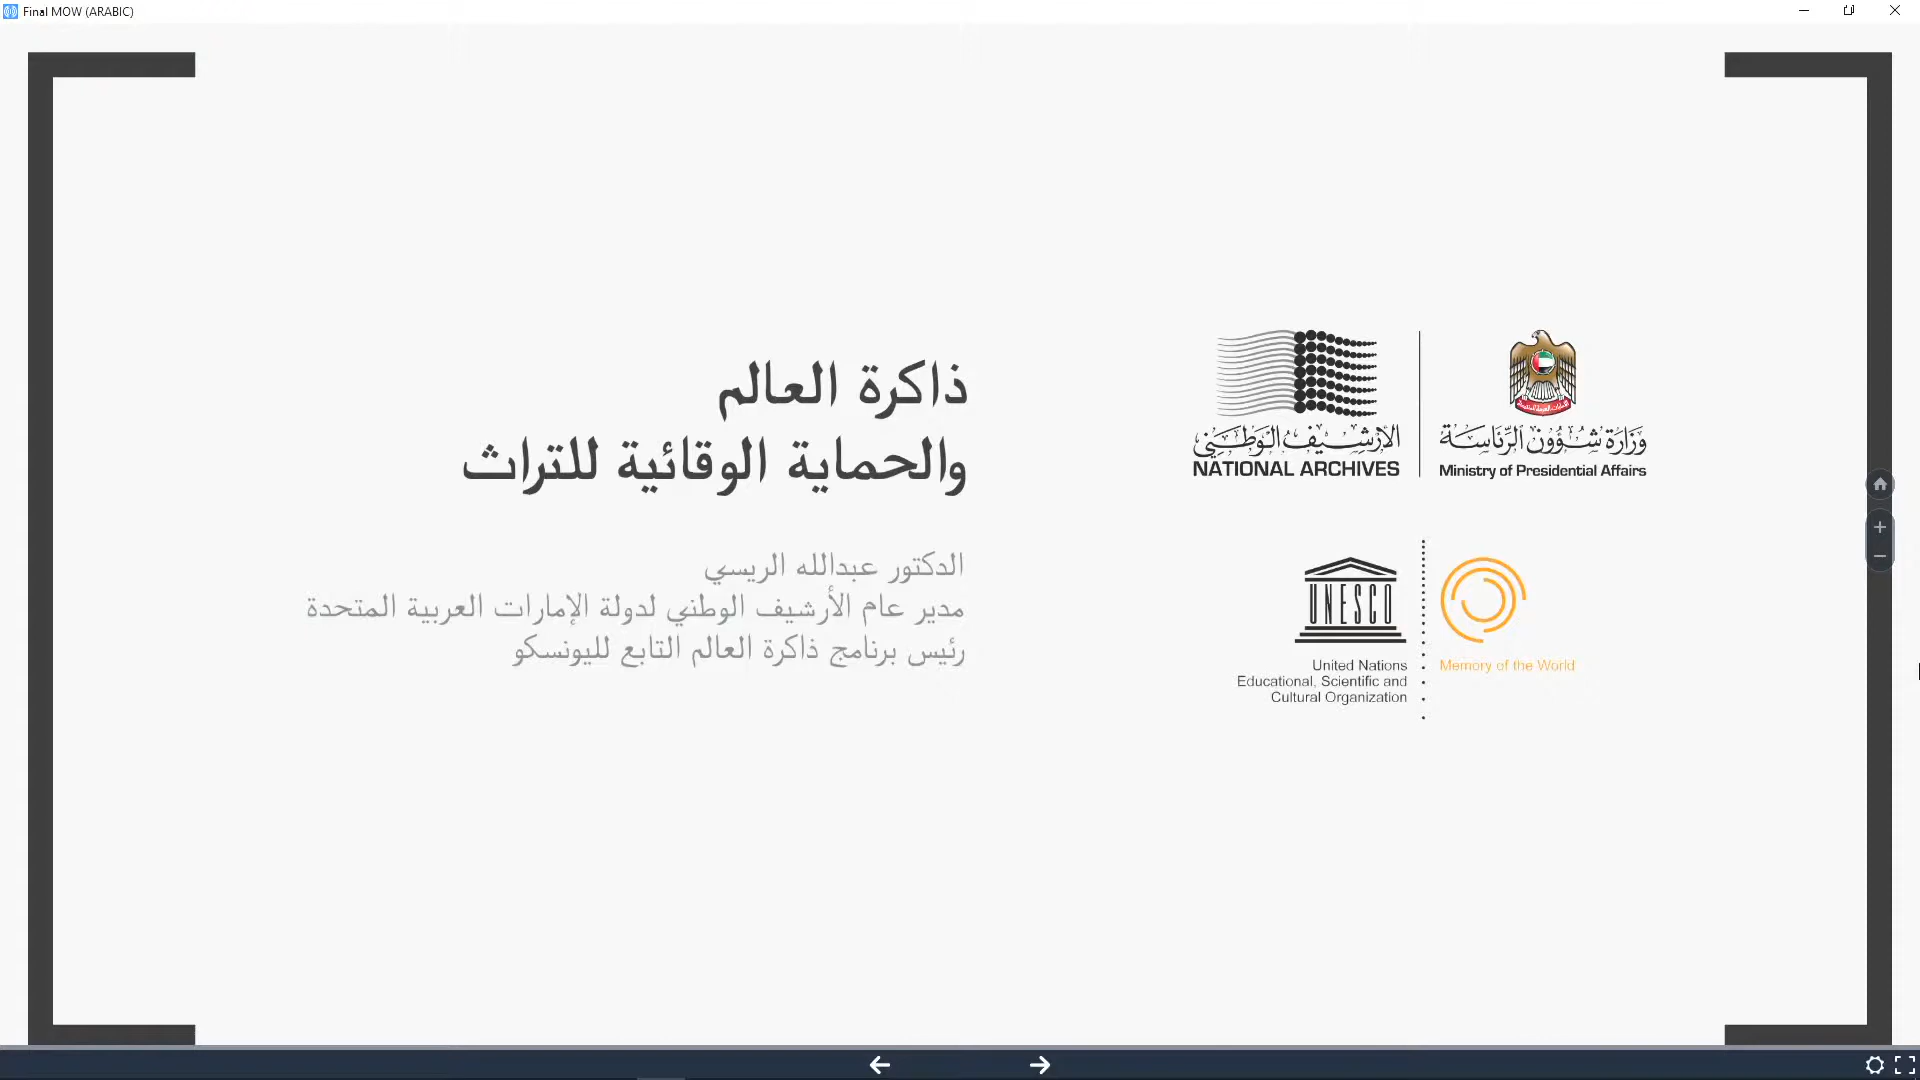 Final MOW (ARABIC)
ذاكرة العالم
والحماية الوقائية للتراث
الدكتور عبدالله الريسي
مدير عام الأرشيف الوطني لدولة الإمارات العربية المتحدة
رئيس برنامج ذاكرة العالم التابع لليونسكو
الأرشيف الوطني
NATIONAL ARCHIVES
وزارة شؤون الرئاسة
Ministry of Presidential Affairs
UNESCO
United Nations
Educational, Scientific and
Cultural Organization
Memory of the World